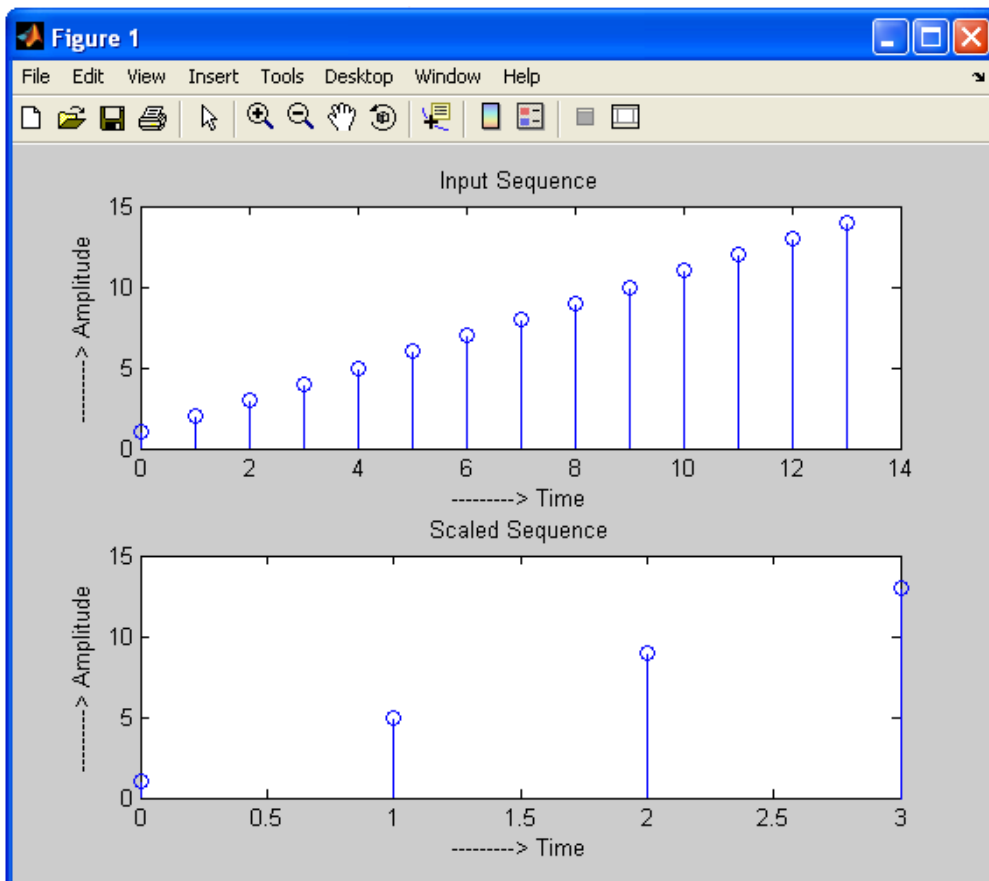 Figure 1
File Edit View Insert Tools Desktop Window Help
Input Sequence
15
10
5
0
--------> Amplitude
0 2 4 6 8 10 12 14
---------> Time
Scaled Sequence
15
10
5
0
--------> Amplitude
0 0.5 1 1.5 2 2.5 3
---------> Time